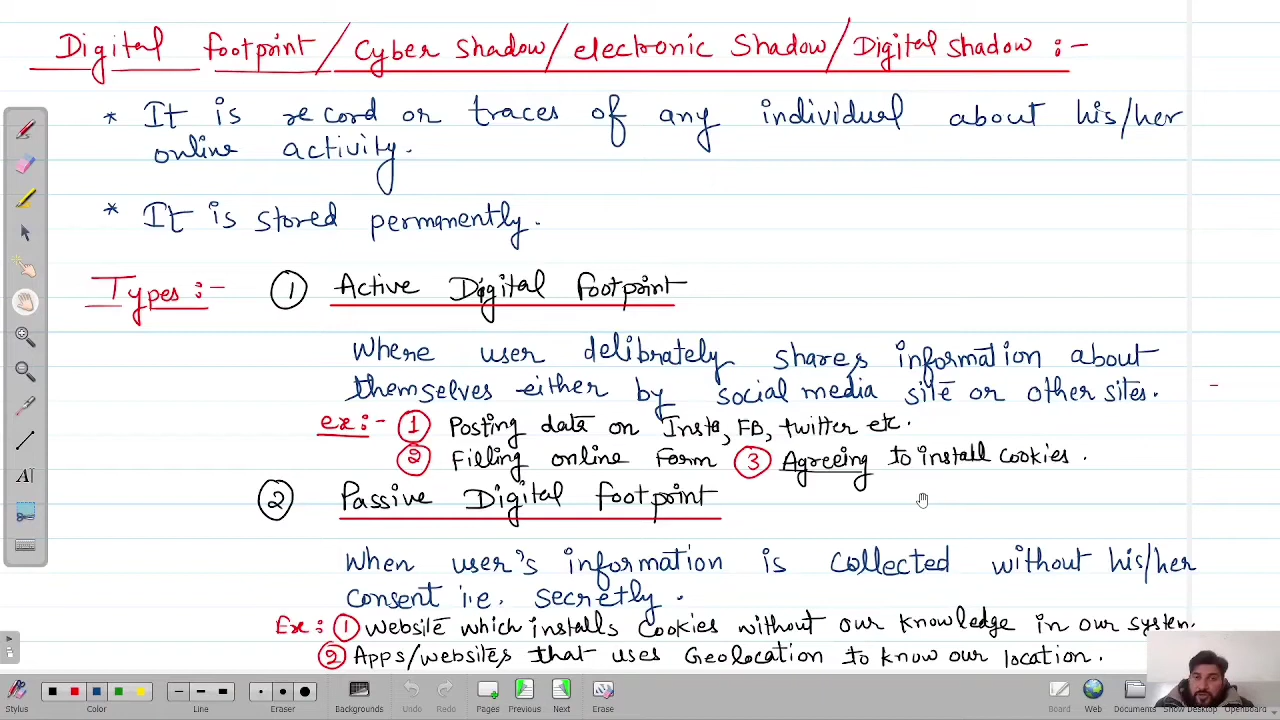 Digital footprint/Cyber Shadow/electronic Shadow/Digital shadow :-
* It is record or traces of any individual about his/her
online activity.
* It is stored permanently.
Types :- ① Active Digital footprint
Where user delibrately shares information about
themselves either by social media site or other sites.
ex:- ① Posting data on Insta, FB, twitter etc.
② Filling online Form ③ Agreeing to install cookies.
② Passive Digital footprint
When user's information is collected without his/her
consent i.e. secretly.
Ex: ① Website which installs Cookies without our knowledge in our system.
② Apps/websites that uses Geolocation to know our location.
Styles Color Line Eraser Backgrounds Undo Redo Pages Previous Next Erase Board Web Documents Show Desktop OpenBoard